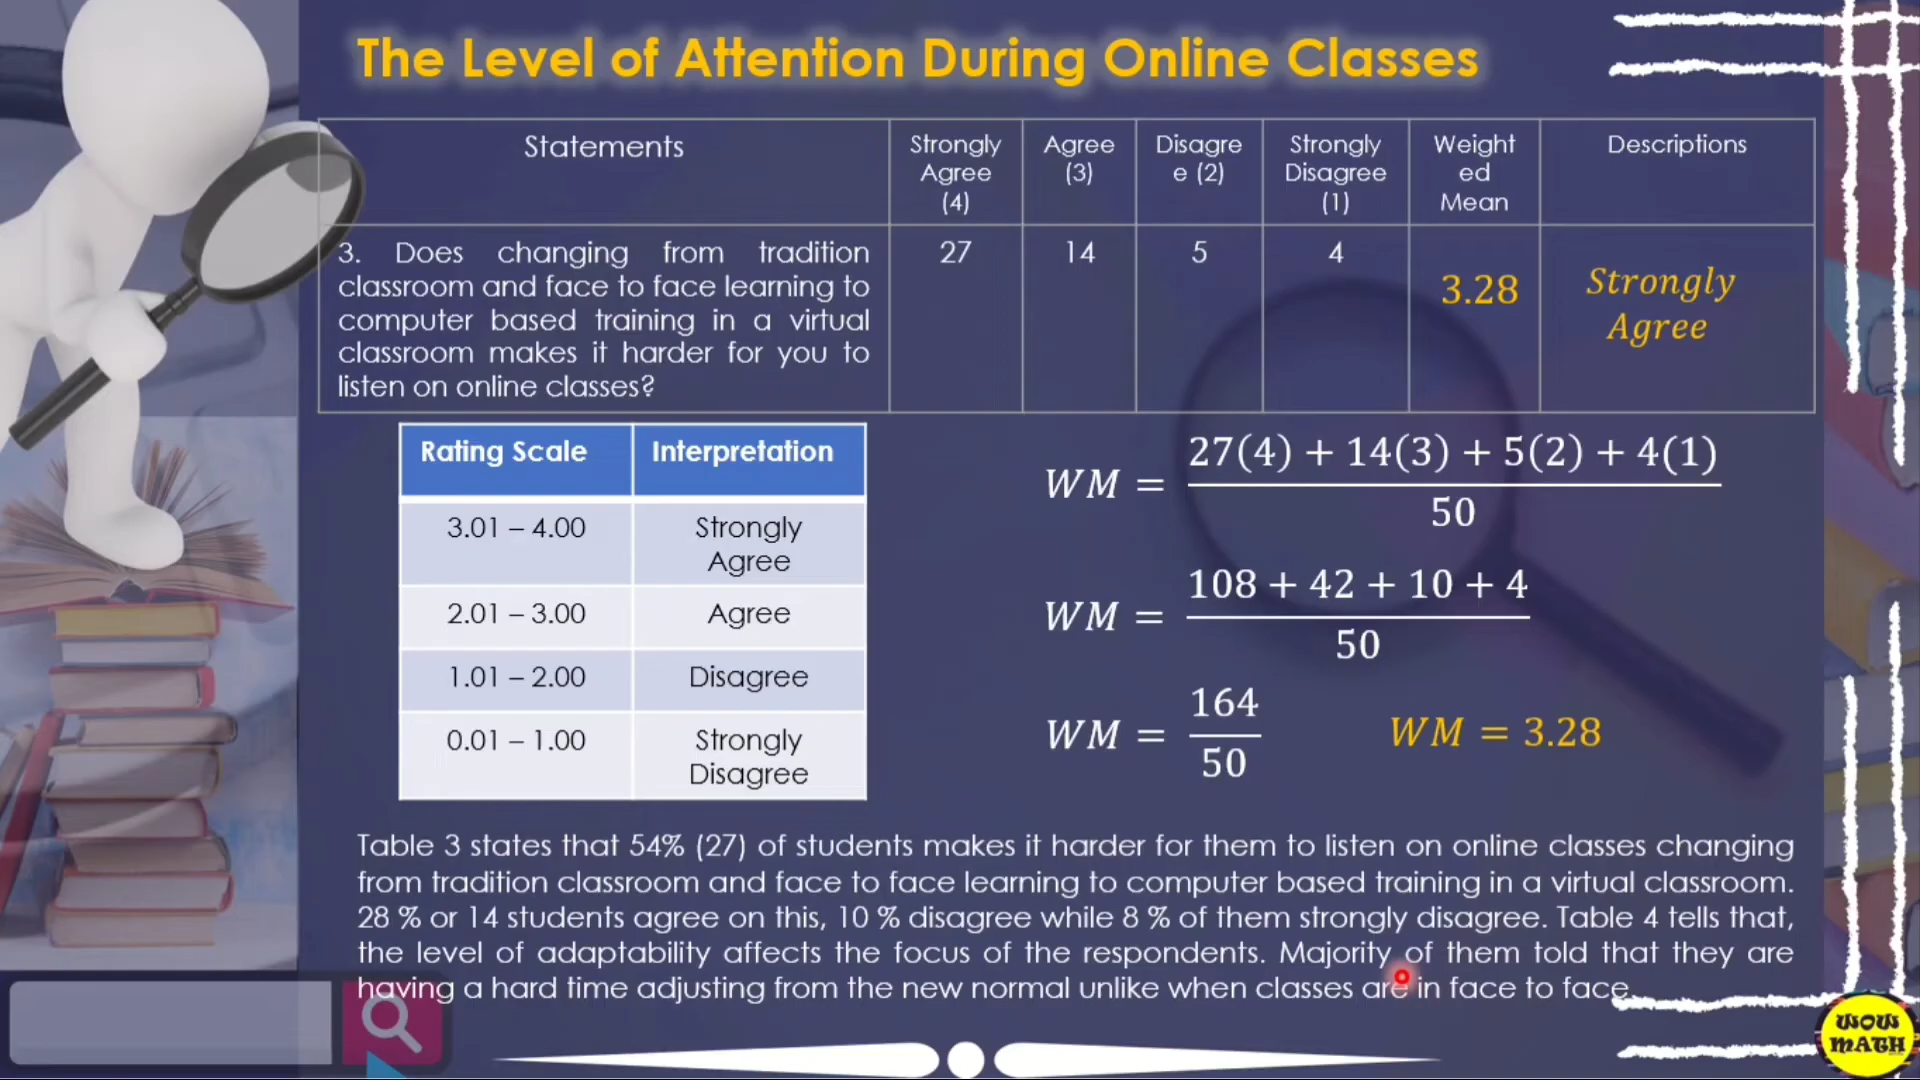 The Level of Attention During Online Classes
Statements
Strongly
Agree
(4)
Agree
(3)
Disagre
e (2)
Strongly
Disagree
(1)
Weight
ed
Mean
Descriptions
3. Does changing from tradition
classroom and face to face learning to
computer based training in a virtual
classroom makes it harder for you to
listen on online classes?
27
14
5
4
3.28
Strongly
Agree
Rating Scale
Interpretation
3.01 – 4.00
Strongly
Agree
2.01 – 3.00
Agree
1.01 – 2.00
Disagree
0.01 – 1.00
Strongly
Disagree
WM = 27(4) + 14(3) + 5(2) + 4(1)
50
WM = 108 + 42 + 10 + 4
50
WM = 164
50
WM = 3.28
Table 3 states that 54% (27) of students makes it harder for them to listen on online classes changing
from tradition classroom and face to face learning to computer based training in a virtual classroom.
28 % or 14 students agree on this, 10 % disagree while 8 % of them strongly disagree. Table 4 tells that,
the level of adaptability affects the focus of the respondents. Majority of them told that they are
having a hard time adjusting from the new normal unlike when classes are in face to face.
WOW
MATH